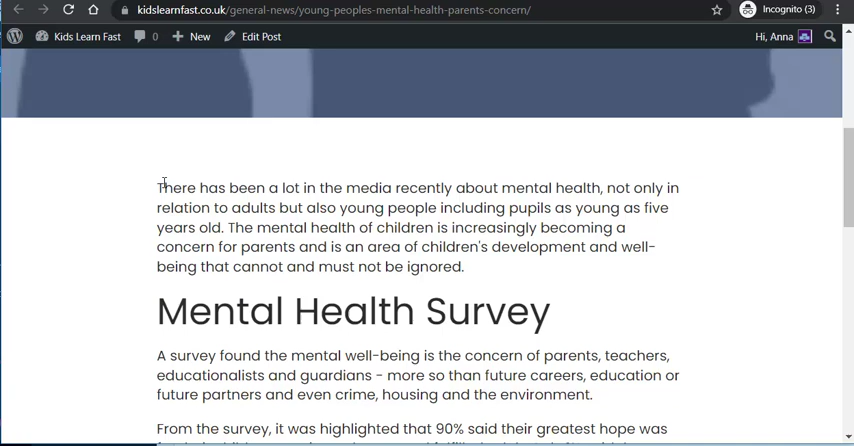 kidslearnfast.co.uk/general-news/young-peoples-mental-health-parents-concern/
Incognito (3)
Kids Learn Fast
0
New
Edit Post
Hi, Anna
There has been a lot in the media recently about mental health, not only in
relation to adults but also young people including pupils as young as five
years old. The mental health of children is increasingly becoming a
concern for parents and is an area of children's development and well-
being that cannot and must not be ignored.
Mental Health Survey
A survey found the mental well-being is the concern of parents, teachers,
educationalists and guardians - more so than future careers, education or
future partners and even crime, housing and the environment.
From the survey, it was highlighted that 90% said their greatest hope was